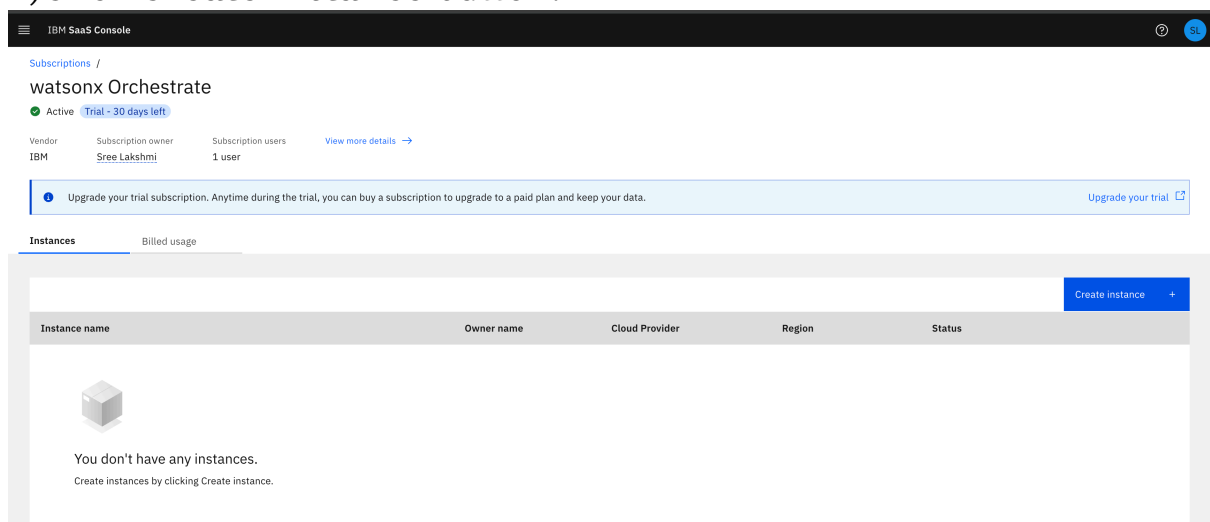 IBM SaaS Console
SL
Subscriptions /
watsonx Orchestrate
Active Trial - 30 days left
Vendor Subscription owner Subscription users View more details →
IBM Sree Lakshmi 1 user
Upgrade your trial subscription. Anytime during the trial, you can buy a subscription to upgrade to a paid plan and keep your data. Upgrade your trial
Instances Billed usage
Create instance +
Instance name Owner name Cloud Provider Region Status
You don't have any instances.
Create instances by clicking Create instance.